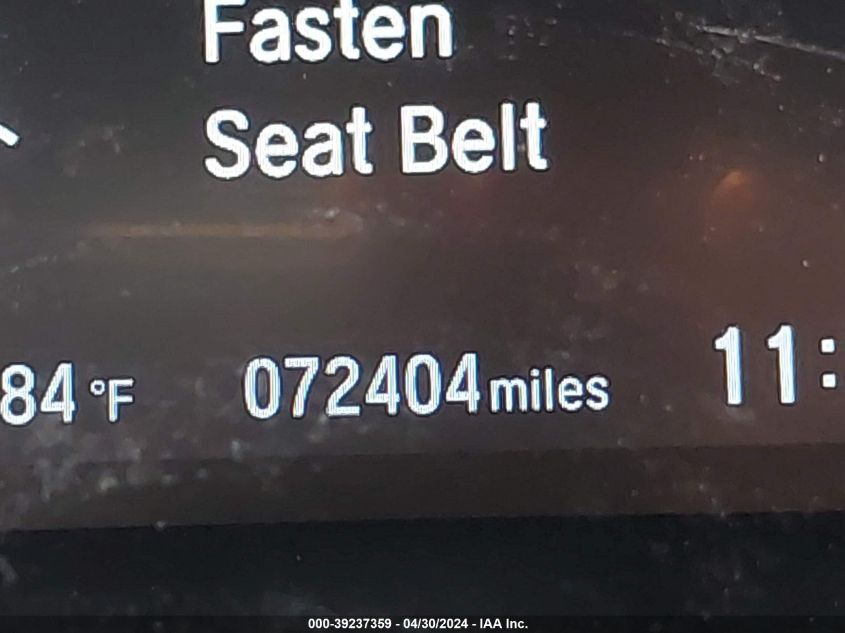 Fasten
Seat Belt
84 °F 072404 miles 11:
000-39237359 - 04/30/2024 - IAA Inc.